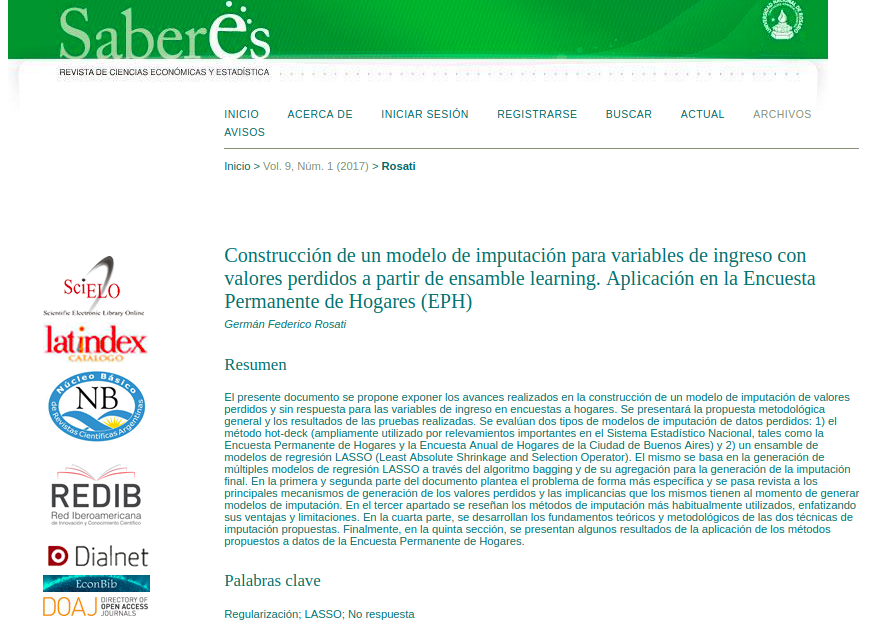 SaberEs
REVISTA DE CIENCIAS ECONÓMICAS Y ESTADÍSTICA
UNIVERSIDAD NACIONAL DE ROSARIO
INICIO ACERCA DE INICIAR SESIÓN REGISTRARSE BUSCAR ACTUAL ARCHIVOS
AVISOS
Inicio > Vol. 9, Núm. 1 (2017) > Rosati
Construcción de un modelo de imputación para variables de ingreso con
valores perdidos a partir de ensamble learning. Aplicación en la Encuesta
Permanente de Hogares (EPH)
Germán Federico Rosati
Resumen
El presente documento se propone exponer los avances realizados en la construcción de un modelo de imputación de valores
perdidos y sin respuesta para las variables de ingreso en encuestas a hogares. Se presentará la propuesta metodológica
general y los resultados de las pruebas realizadas. Se evalúan dos tipos de modelos de imputación de datos perdidos: 1) el
método hot-deck (ampliamente utilizado por relevamientos importantes en el Sistema Estadístico Nacional, tales como la
Encuesta Permanente de Hogares y la Encuesta Anual de Hogares de la Ciudad de Buenos Aires) y 2) un ensamble de
modelos de regresión LASSO (Least Absolute Shrinkage and Selection Operator). El mismo se basa en la generación de
múltiples modelos de regresión LASSO a través del algoritmo bagging y de su agregación para la generación de la imputación
final. En la primera y segunda parte del documento plantea el problema de forma más específica y se pasa revista a los
principales mecanismos de generación de los valores perdidos y las implicancias que los mismos tienen al momento de generar
modelos de imputación. En el tercer apartado se reseñan los métodos de imputación más habitualmente utilizados, enfatizando
sus ventajas y limitaciones. En la cuarta parte, se desarrollan los fundamentos teóricos y metodológicos de las dos técnicas de
imputación propuestas. Finalmente, en la quinta sección, se presentan algunos resultados de la aplicación de los métodos
propuestos a datos de la Encuesta Permanente de Hogares.
Palabras clave
Regularización; LASSO; No respuesta
SciELO
Scientific Electronic Library Online
latindex
CATALOGO
Núcleo Básico
NB
de Revistas Científicas Argentinas
REDIB
Red Iberoamericana
de Innovación y Conocimiento Científico
Dialnet
EconBib
DOAJ DIRECTORY OF
OPEN ACCESS
JOURNALS